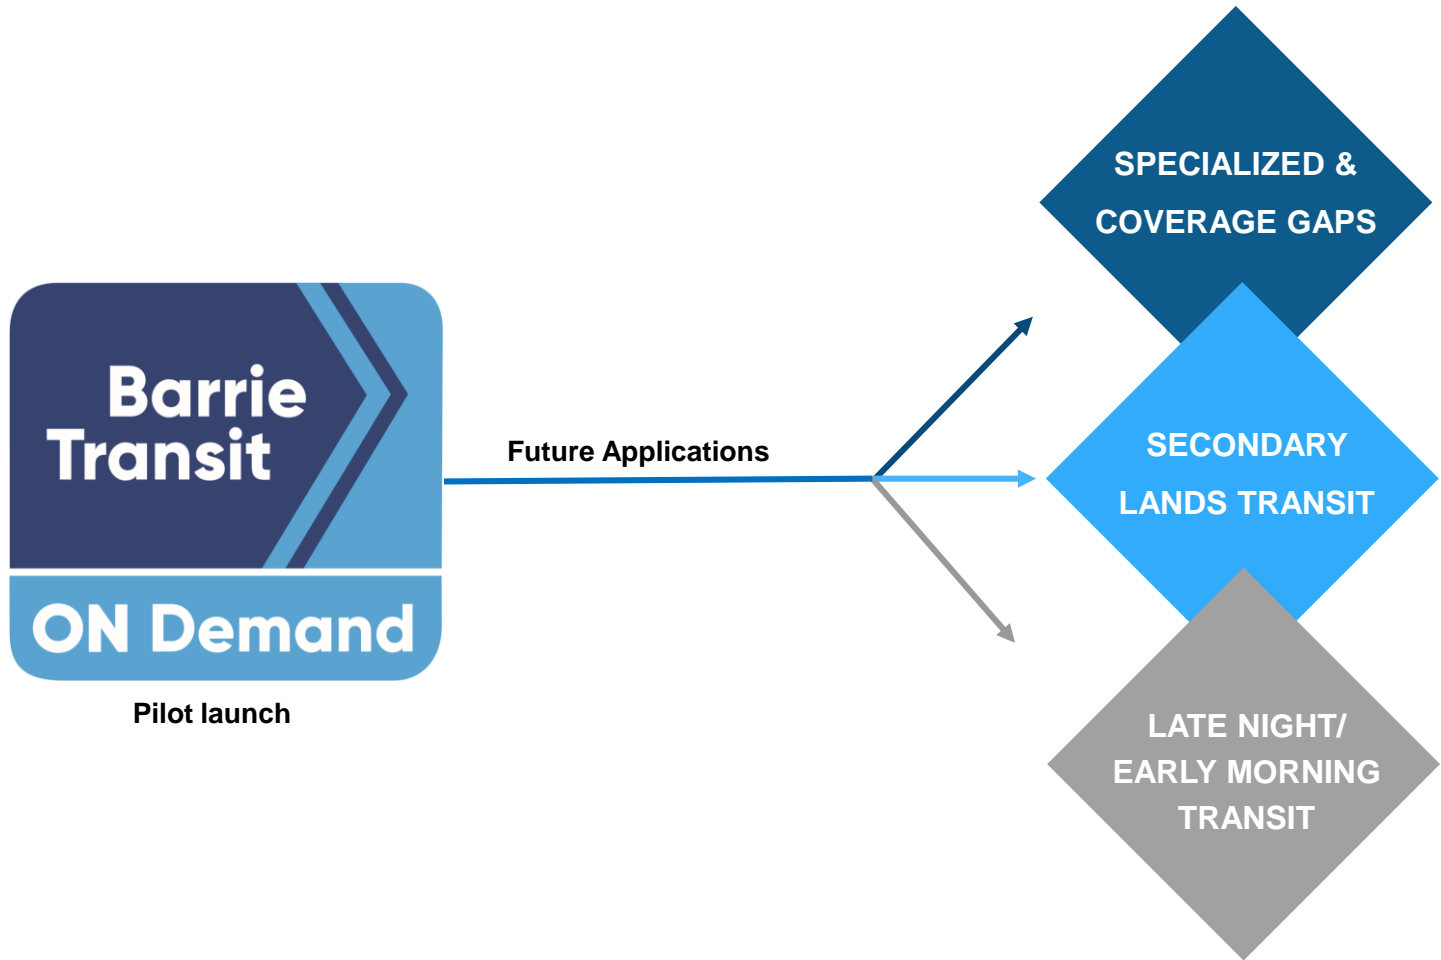 Barrie
Transit
ON Demand
Pilot launch
Future Applications
SPECIALIZED &
COVERAGE GAPS
SECONDARY
LANDS TRANSIT
LATE NIGHT/
EARLY MORNING
TRANSIT